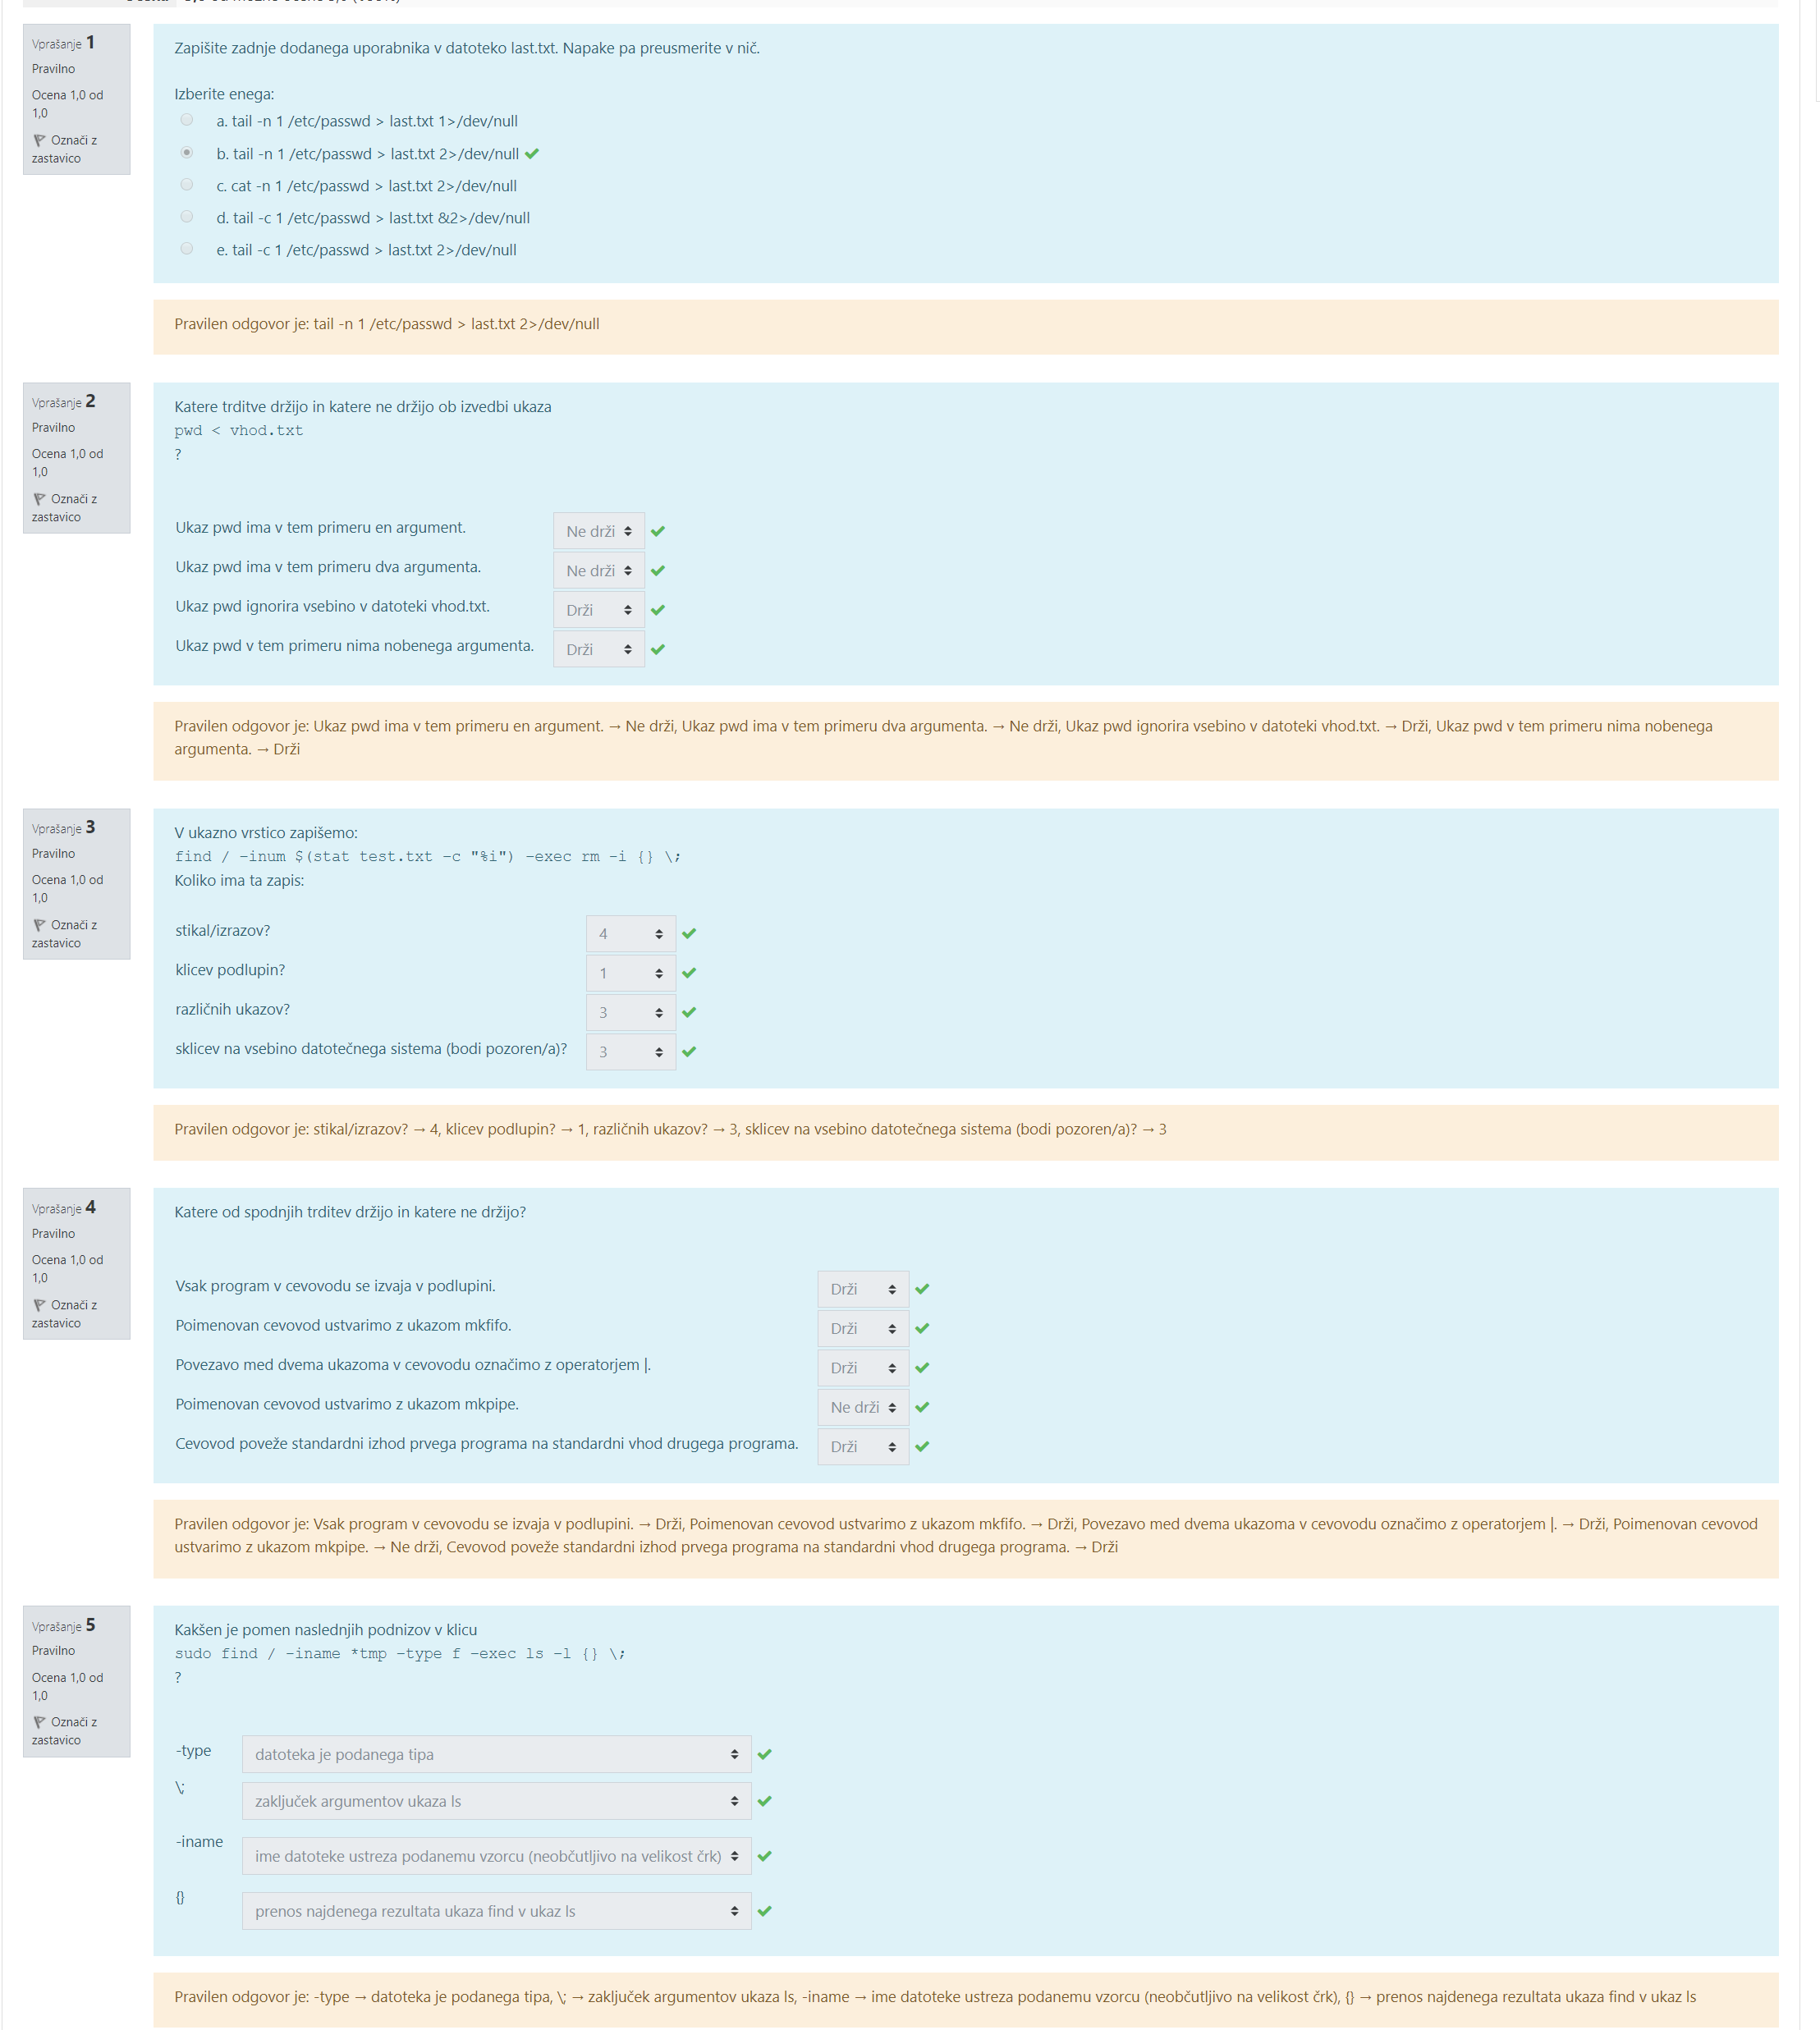 Vprašanje 1
Pravilno
Ocena 1,0 od
1,0
Označi z
zastavico
Zapišite zadnje dodanega uporabnika v datoteko last.txt. Napake pa preusmerite v nič.
Izberite enega:
a. tail -n 1 /etc/passwd > last.txt 1>/dev/null
b. tail -n 1 /etc/passwd > last.txt 2>/dev/null
c. cat -n 1 /etc/passwd > last.txt 2>/dev/null
d. tail -c 1 /etc/passwd > last.txt &2>/dev/null
e. tail -c 1 /etc/passwd > last.txt 2>/dev/null
Pravilen odgovor je: tail -n 1 /etc/passwd > last.txt 2>/dev/null
Vprašanje 2
Pravilno
Ocena 1,0 od
1,0
Označi z
zastavico
Katere trditve držijo in katere ne držijo ob izvedbi ukaza
pwd < vhod.txt
?
Ukaz pwd ima v tem primeru en argument. Ne drži
Ukaz pwd ima v tem primeru dva argumenta. Ne drži
Ukaz pwd ignorira vsebino v datoteki vhod.txt. Drži
Ukaz pwd v tem primeru nima nobenega argumenta. Drži
Pravilen odgovor je: Ukaz pwd ima v tem primeru en argument. → Ne drži, Ukaz pwd ima v tem primeru dva argumenta. → Ne drži, Ukaz pwd ignorira vsebino v datoteki vhod.txt. → Drži, Ukaz pwd v tem primeru nima nobenega
argumenta. → Drži
Vprašanje 3
Pravilno
Ocena 1,0 od
1,0
Označi z
zastavico
V ukazno vrstico zapišemo:
find / -inum $(stat test.txt -c "%i") -exec rm -i {} \;
Koliko ima ta zapis:
stikal/izrazov? 4
klicev podlupin? 1
različnih ukazov? 3
sklicev na vsebino datotečnega sistema (bodi pozoren/a)? 3
Pravilen odgovor je: stikal/izrazov? → 4, klicev podlupin? → 1, različnih ukazov? → 3, sklicev na vsebino datotečnega sistema (bodi pozoren/a)? → 3
Vprašanje 4
Pravilno
Ocena 1,0 od
1,0
Označi z
zastavico
Katere od spodnjih trditev držijo in katere ne držijo?
Vsak program v cevovodu se izvaja v podlupini. Drži
Poimenovan cevovod ustvarimo z ukazom mkfifo. Drži
Povezavo med dvema ukazoma v cevovodu označimo z operatorjem |. Drži
Poimenovan cevovod ustvarimo z ukazom mkpipe. Ne drži
Cevovod poveže standardni izhod prvega programa na standardni vhod drugega programa. Drži
Pravilen odgovor je: Vsak program v cevovodu se izvaja v podlupini. → Drži, Poimenovan cevovod ustvarimo z ukazom mkfifo. → Drži, Povezavo med dvema ukazoma v cevovodu označimo z operatorjem |. → Drži, Poimenovan cevovod
ustvarimo z ukazom mkpipe. → Ne drži, Cevovod poveže standardni izhod prvega programa na standardni vhod drugega programa. → Drži
Vprašanje 5
Pravilno
Ocena 1,0 od
1,0
Označi z
zastavico
Kakšen je pomen naslednjih podnizov v klicu
sudo find / -iname *tmp -type f -exec ls -l {} \;
?
-type datoteka je podanega tipa
\; zaključek argumentov ukaza ls
-iname ime datoteke ustreza podanemu vzorcu (neobčutljivo na velikost črk)
{} prenos najdenega rezultata ukaza find v ukaz ls
Pravilen odgovor je: -type → datoteka je podanega tipa, \; → zaključek argumentov ukaza ls, -iname → ime datoteke ustreza podanemu vzorcu (neobčutljivo na velikost črk), {} → prenos najdenega rezultata ukaza find v ukaz ls